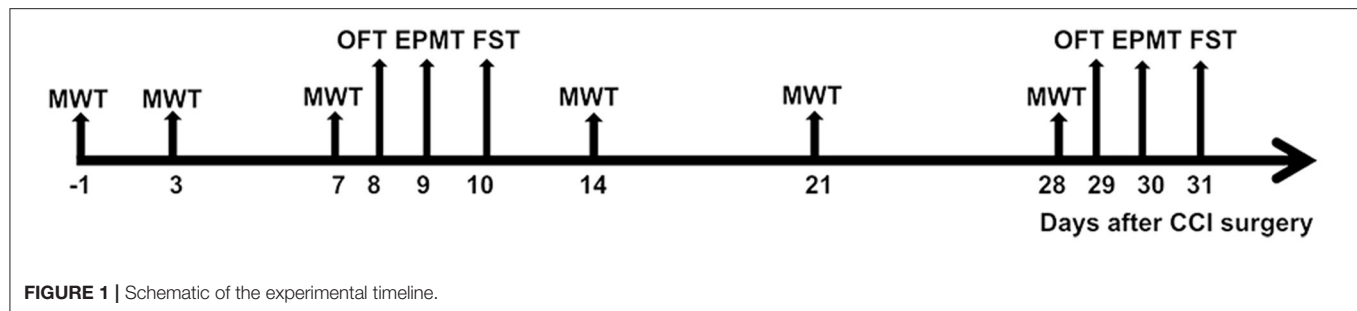 OFT EPMT FST OFT EPMT FST
MWT MWT MWT MWT MWT MWT
-1 3 7 8 9 10 14 21 28 29 30 31
Days after CCI surgery
FIGURE 1 | Schematic of the experimental timeline.